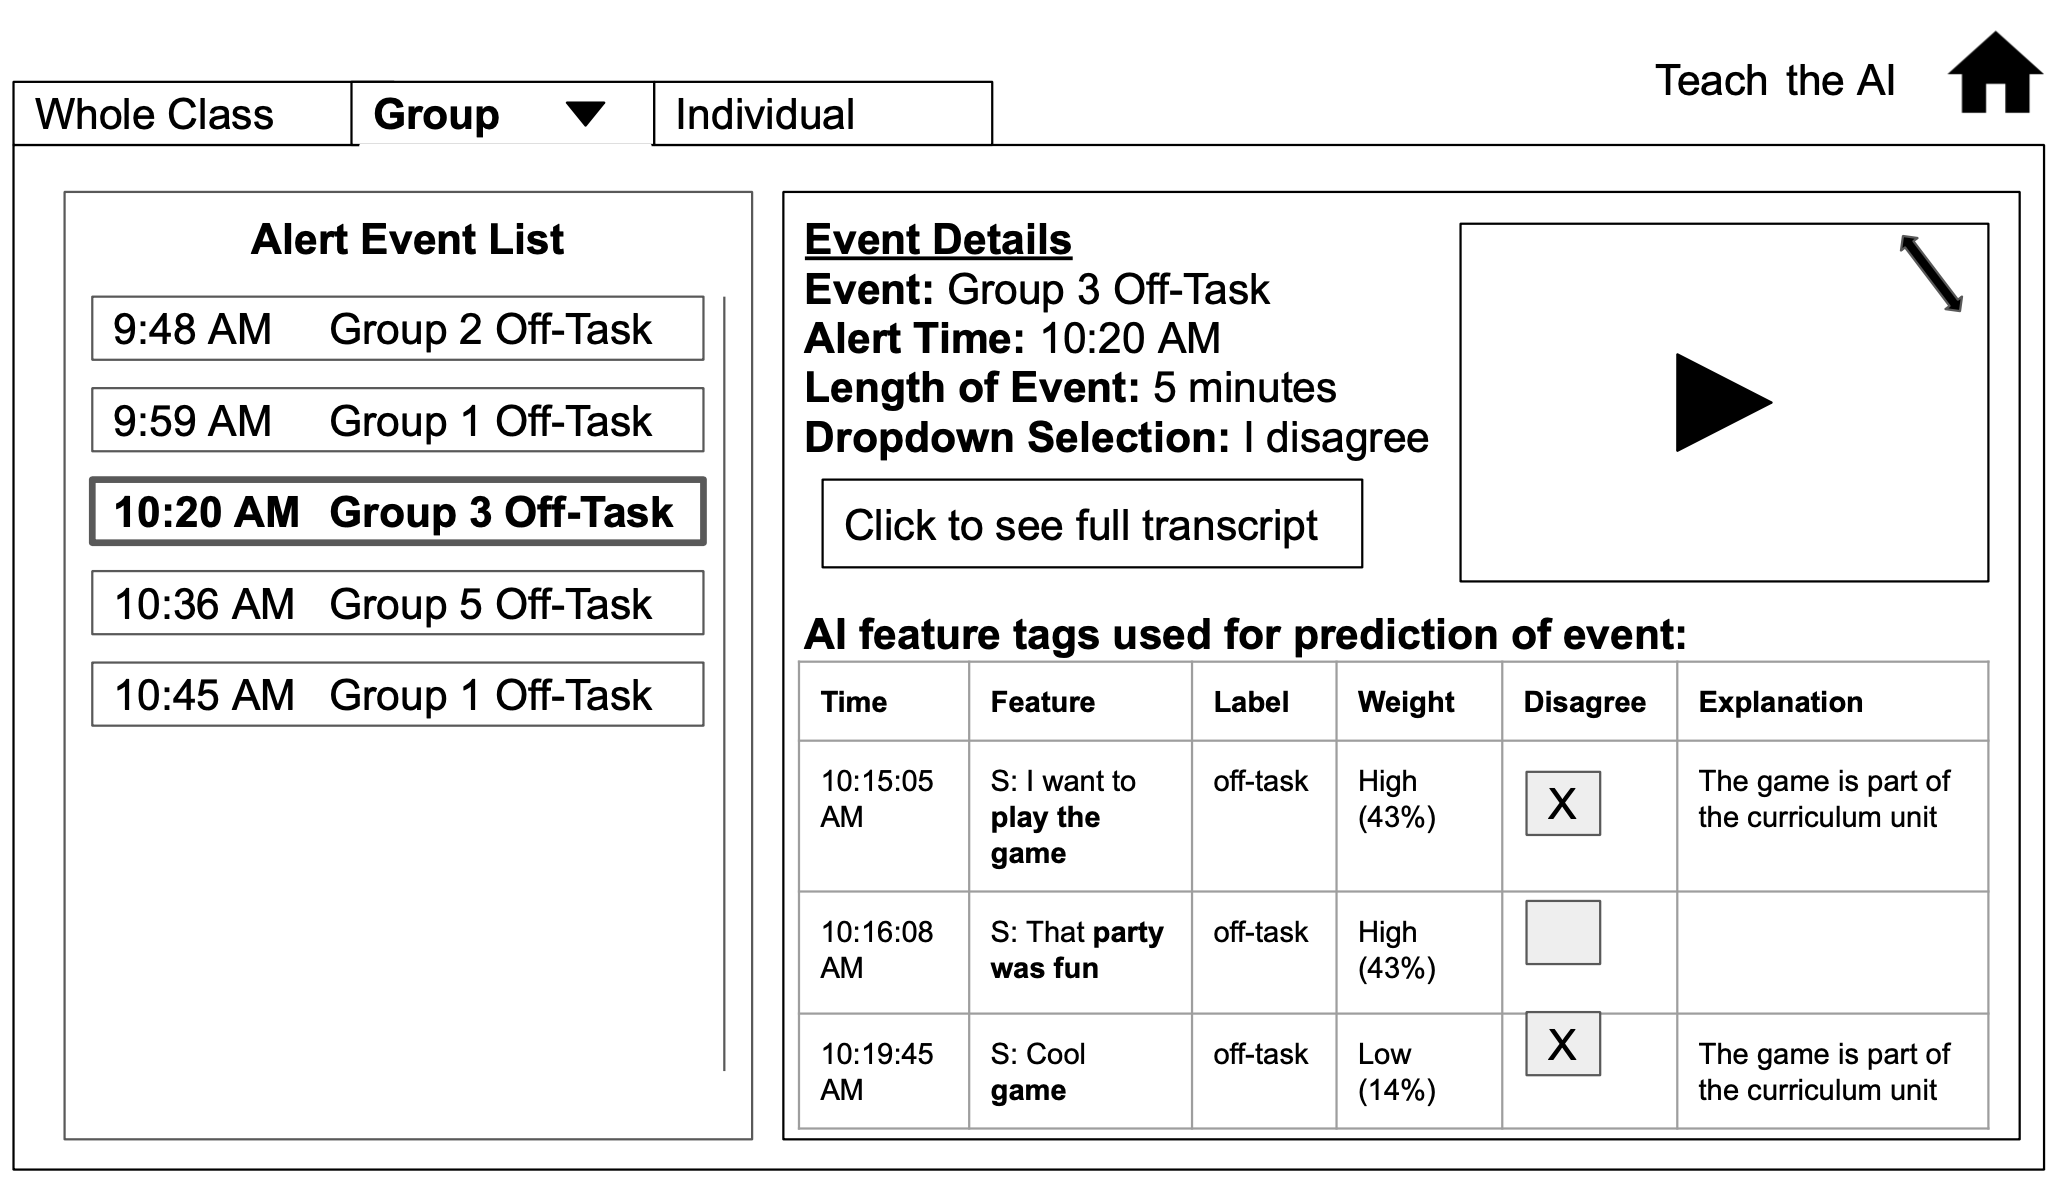 Teach the AI
Whole Class
Group
Individual
Alert Event List
9:48 AM Group 2 Off-Task
9:59 AM Group 1 Off-Task
10:20 AM Group 3 Off-Task
10:36 AM Group 5 Off-Task
10:45 AM Group 1 Off-Task
Event Details
Event: Group 3 Off-Task
Alert Time: 10:20 AM
Length of Event: 5 minutes
Dropdown Selection: I disagree
Click to see full transcript
AI feature tags used for prediction of event:
Time Feature Label Weight Disagree Explanation
10:15:05
AM
S: I want to
play the
game
off-task
High
(43%)
X
The game is part of
the curriculum unit
10:16:08
AM
S: That party
was fun
off-task
High
(43%)
10:19:45
AM
S: Cool
game
off-task
Low
(14%)
X
The game is part of
the curriculum unit